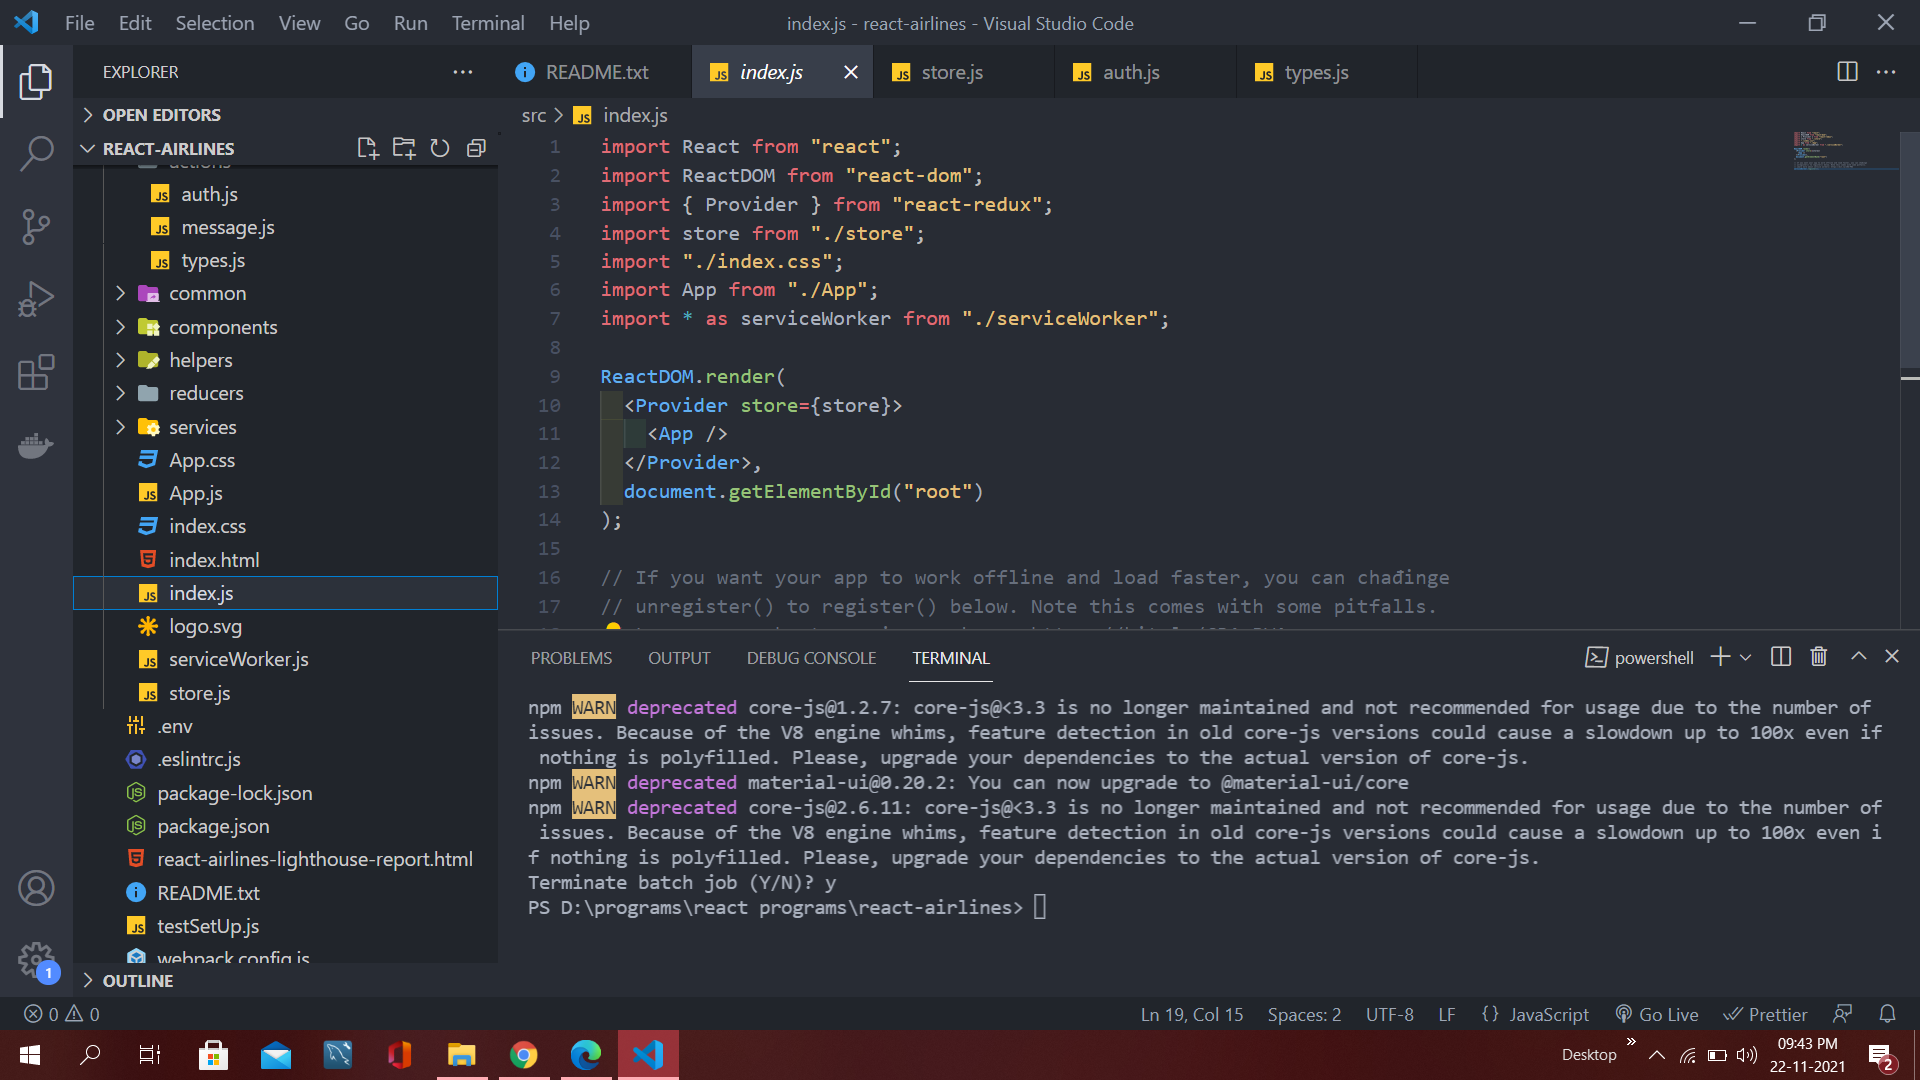 File Edit Selection View Go Run Terminal Help
index.js - react-airlines - Visual Studio Code
EXPLORER
OPEN EDITORS
REACT-AIRLINES
actions
auth.js
message.js
types.js
common
components
helpers
reducers
services
App.css
App.js
index.css
index.html
index.js
logo.svg
serviceWorker.js
store.js
.env
.eslintrc.js
package-lock.json
package.json
react-airlines-lighthouse-report.html
README.txt
testSetUp.js
webpack.config.js
OUTLINE
README.txt index.js store.js auth.js types.js
src > index.js
1 import React from "react";
2 import ReactDOM from "react-dom";
3 import { Provider } from "react-redux";
4 import store from "./store";
5 import "./index.css";
6 import App from "./App";
7 import * as serviceWorker from "./serviceWorker";
8
9 ReactDOM.render(
10 <Provider store={store}>
11 <App />
12 </Provider>,
13 document.getElementById("root")
14 );
15
16 // If you want your app to work offline and load faster, you can chađinge
17 // unregister() to register() below. Note this comes with some pitfalls.
PROBLEMS OUTPUT DEBUG CONSOLE TERMINAL
powershell
npm WARN deprecated core-js@1.2.7: core-js@<3.3 is no longer maintained and not recommended for usage due to the number of
issues. Because of the V8 engine whims, feature detection in old core-js versions could cause a slowdown up to 100x even if
nothing is polyfilled. Please, upgrade your dependencies to the actual version of core-js.
npm WARN deprecated material-ui@0.20.2: You can now upgrade to @material-ui/core
npm WARN deprecated core-js@2.6.11: core-js@<3.3 is no longer maintained and not recommended for usage due to the number of
issues. Because of the V8 engine whims, feature detection in old core-js versions could cause a slowdown up to 100x even i
f nothing is polyfilled. Please, upgrade your dependencies to the actual version of core-js.
Terminate batch job (Y/N)? y
PS D:\programs\react programs\react-airlines>
1
0 0
Ln 19, Col 15 Spaces: 2 UTF-8 LF {} JavaScript Go Live Prettier
Desktop
09:43 PM
22-11-2021
2